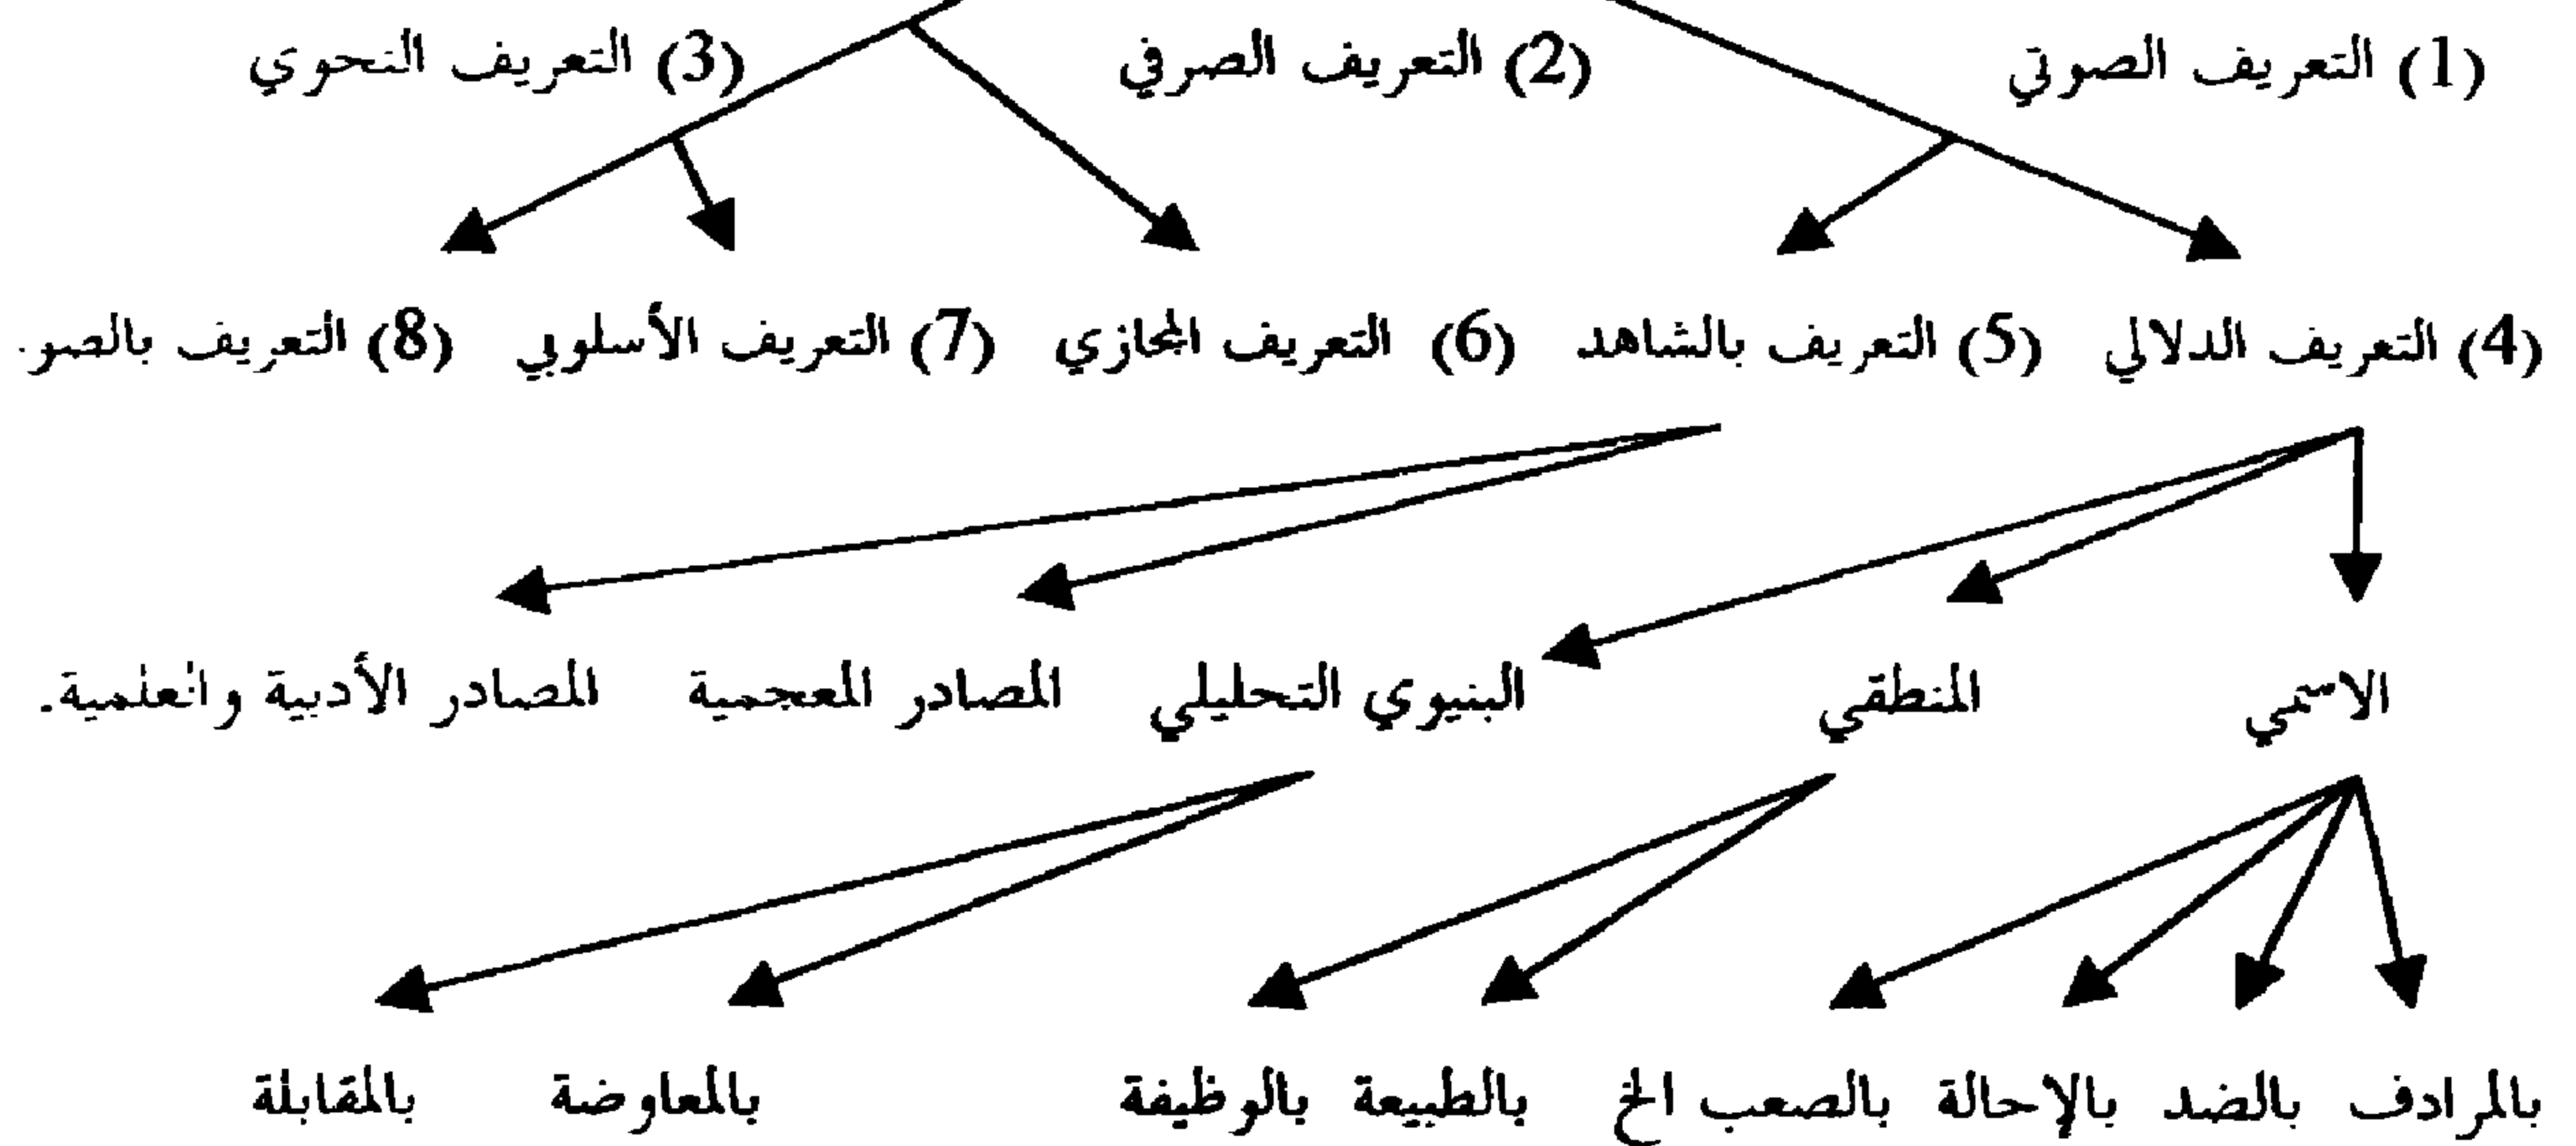 (1) التعريف الصوتي (2) التعريف الصرفي (3) التعريف النحوي
(4) التعريف الدلالي (5) التعريف بالشاهد (6) التعريف المجازي (7) التعريف الأسلوبي (8) التعريف بالصو.
الاسمي المنطقي البنيوي التحليلي المصادر المعجمية المصادر الأدبية والعلمية.
بالمرادف بالضد بالإحالة بالصعب الخ بالطبيعة بالوظيفة بالمعاوضة بالمقابلة